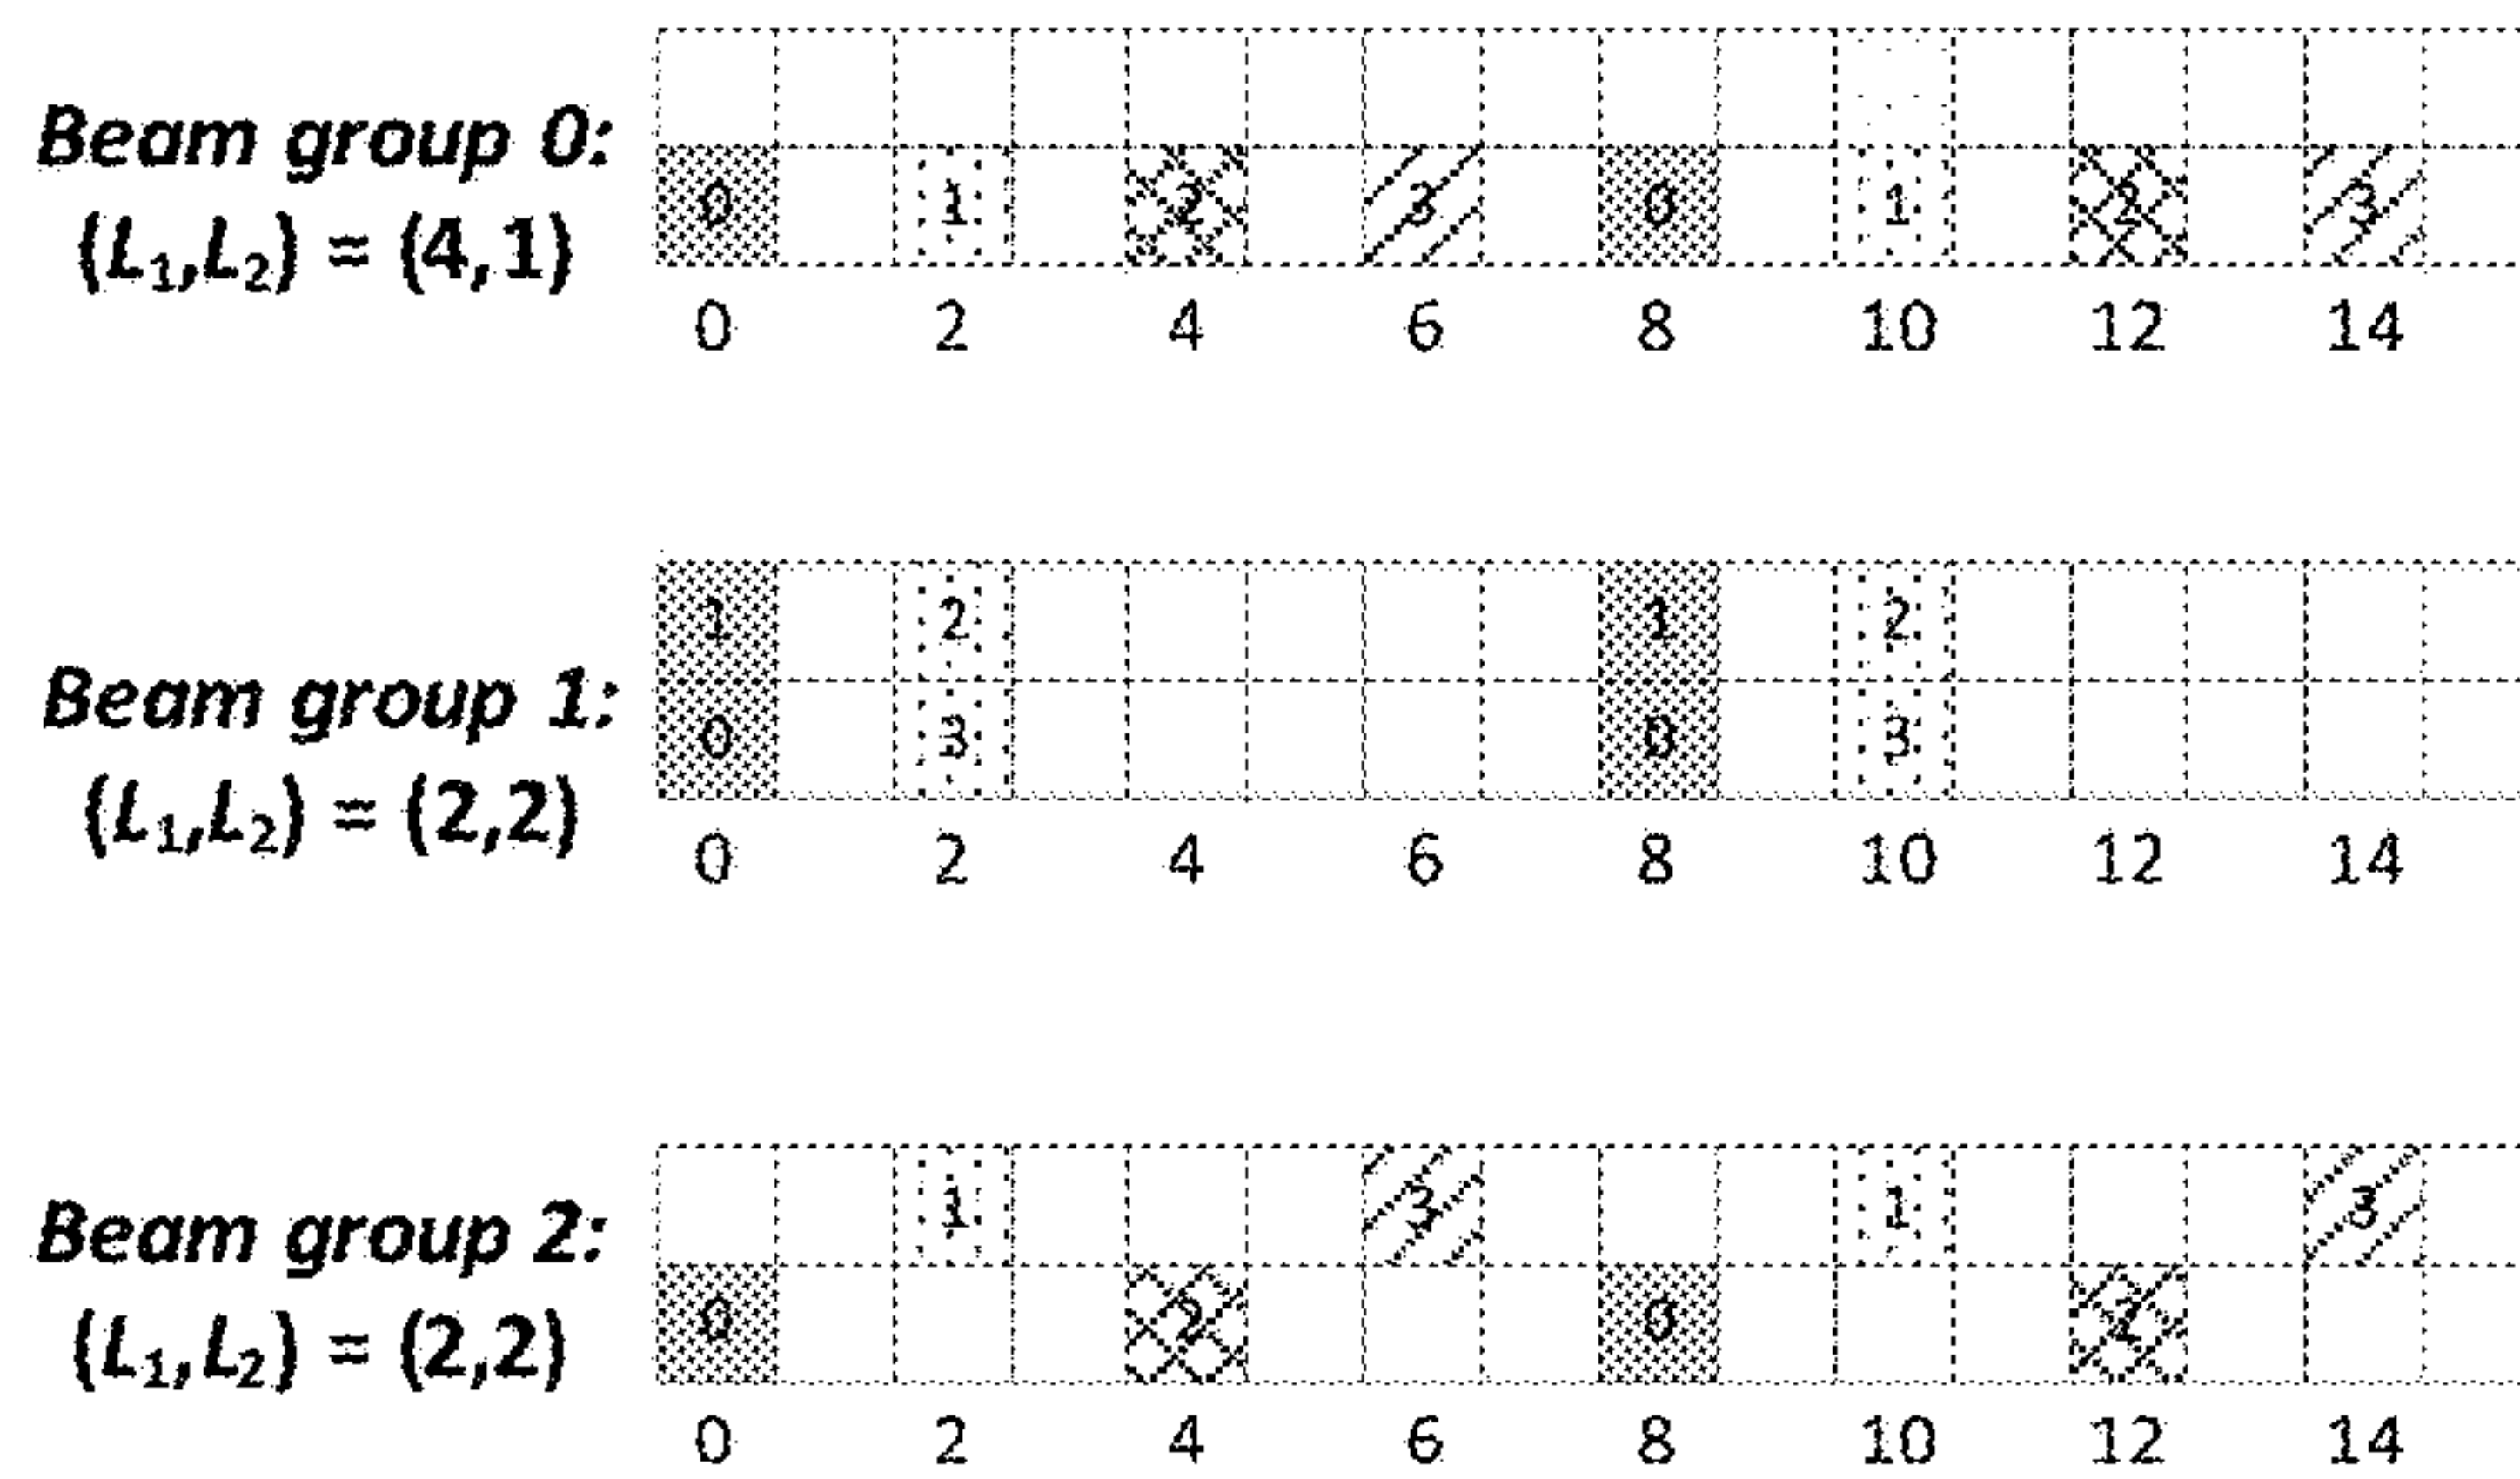 Beam group 0:
(L₁,L₂) = (4,1)
0 1 2 3 0 1 2 3
0 2 4 6 8 10 12 14
1 2 1 2
Beam group 1:
0 3 0 3
(L₁,L₂) = (2,2)
0 2 4 6 8 10 12 14
1 3 1 3
Beam group 2:
0 2 0 2
(L₁,L₂) = (2,2)
0 2 4 6 8 10 12 14